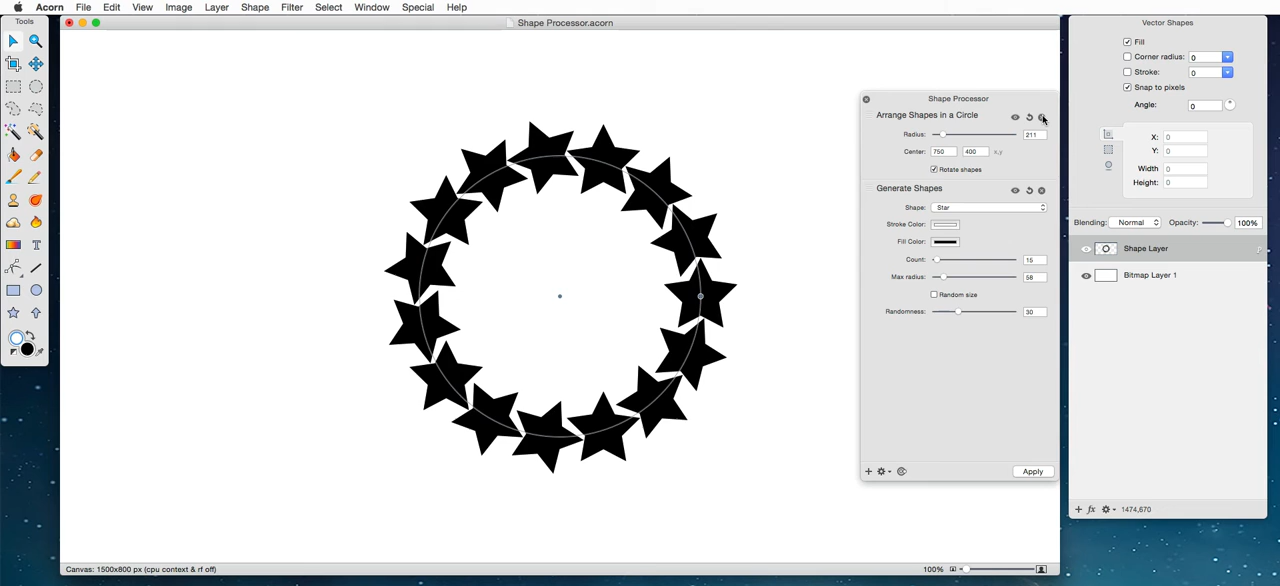 Acorn File Edit View Image Layer Shape Filter Select Window Special Help
Tools
Shape Processor.acorn
Canvas: 1500x800 px (cpu context & rf off)
100%
Shape Processor
Arrange Shapes in a Circle
Radius: 211
Center: 750 400 x,y
Rotate shapes
Generate Shapes
Shape: Star
Stroke Color:
Fill Color:
Count: 15
Max radius: 58
Random size
Randomness: 30
Apply
Vector Shapes
Fill
Corner radius: 0
Stroke: 0
Snap to pixels
Angle: 0
X: 0
Y: 0
Width 0
Height: 0
Blending: Normal Opacity: 100%
Shape Layer
Bitmap Layer 1
fx 1474,670